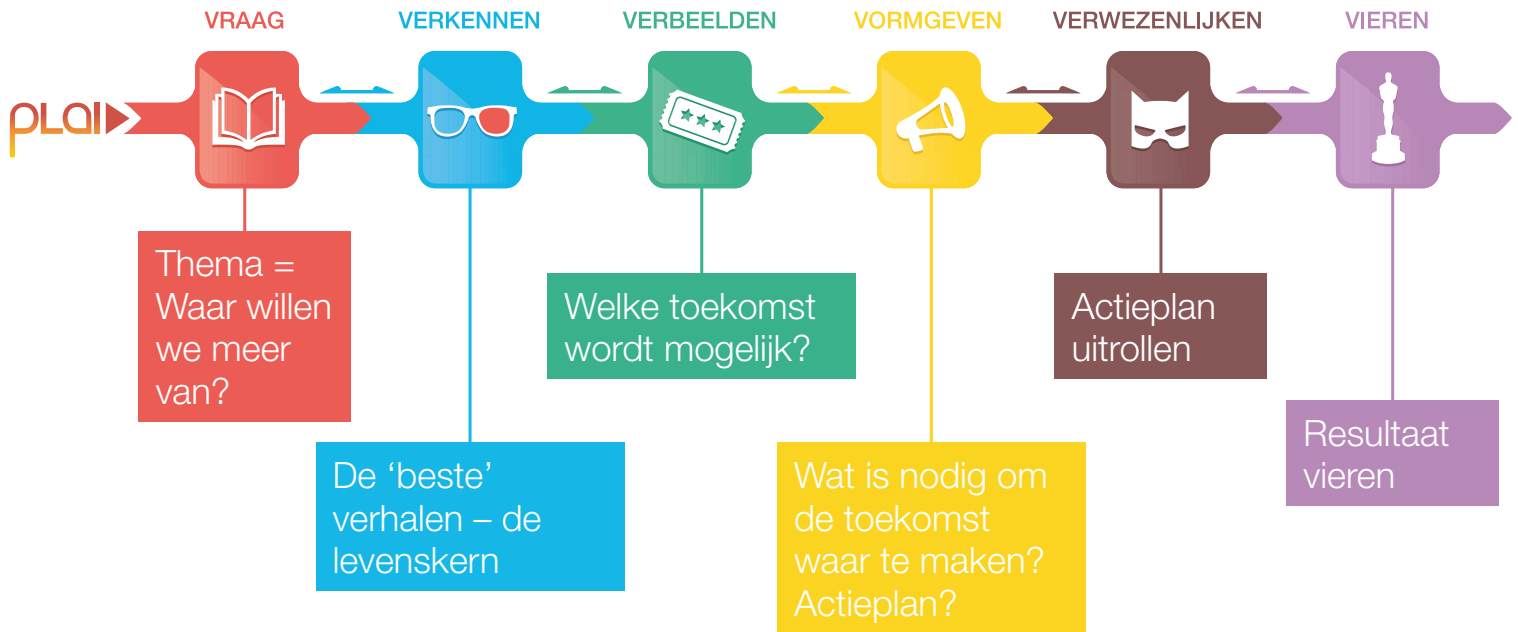 VRAAG
VERKENNEN
VERBEELDEN
VORMGEVEN
VERWEZENLIJKEN
VIEREN
plai
Thema =
Waar willen
we meer
van?
De ‘beste’
verhalen – de
levenskern
Welke toekomst
wordt mogelijk?
Wat is nodig om
de toekomst
waar te maken?
Actieplan?
Actieplan
uitrollen
Resultaat
vieren